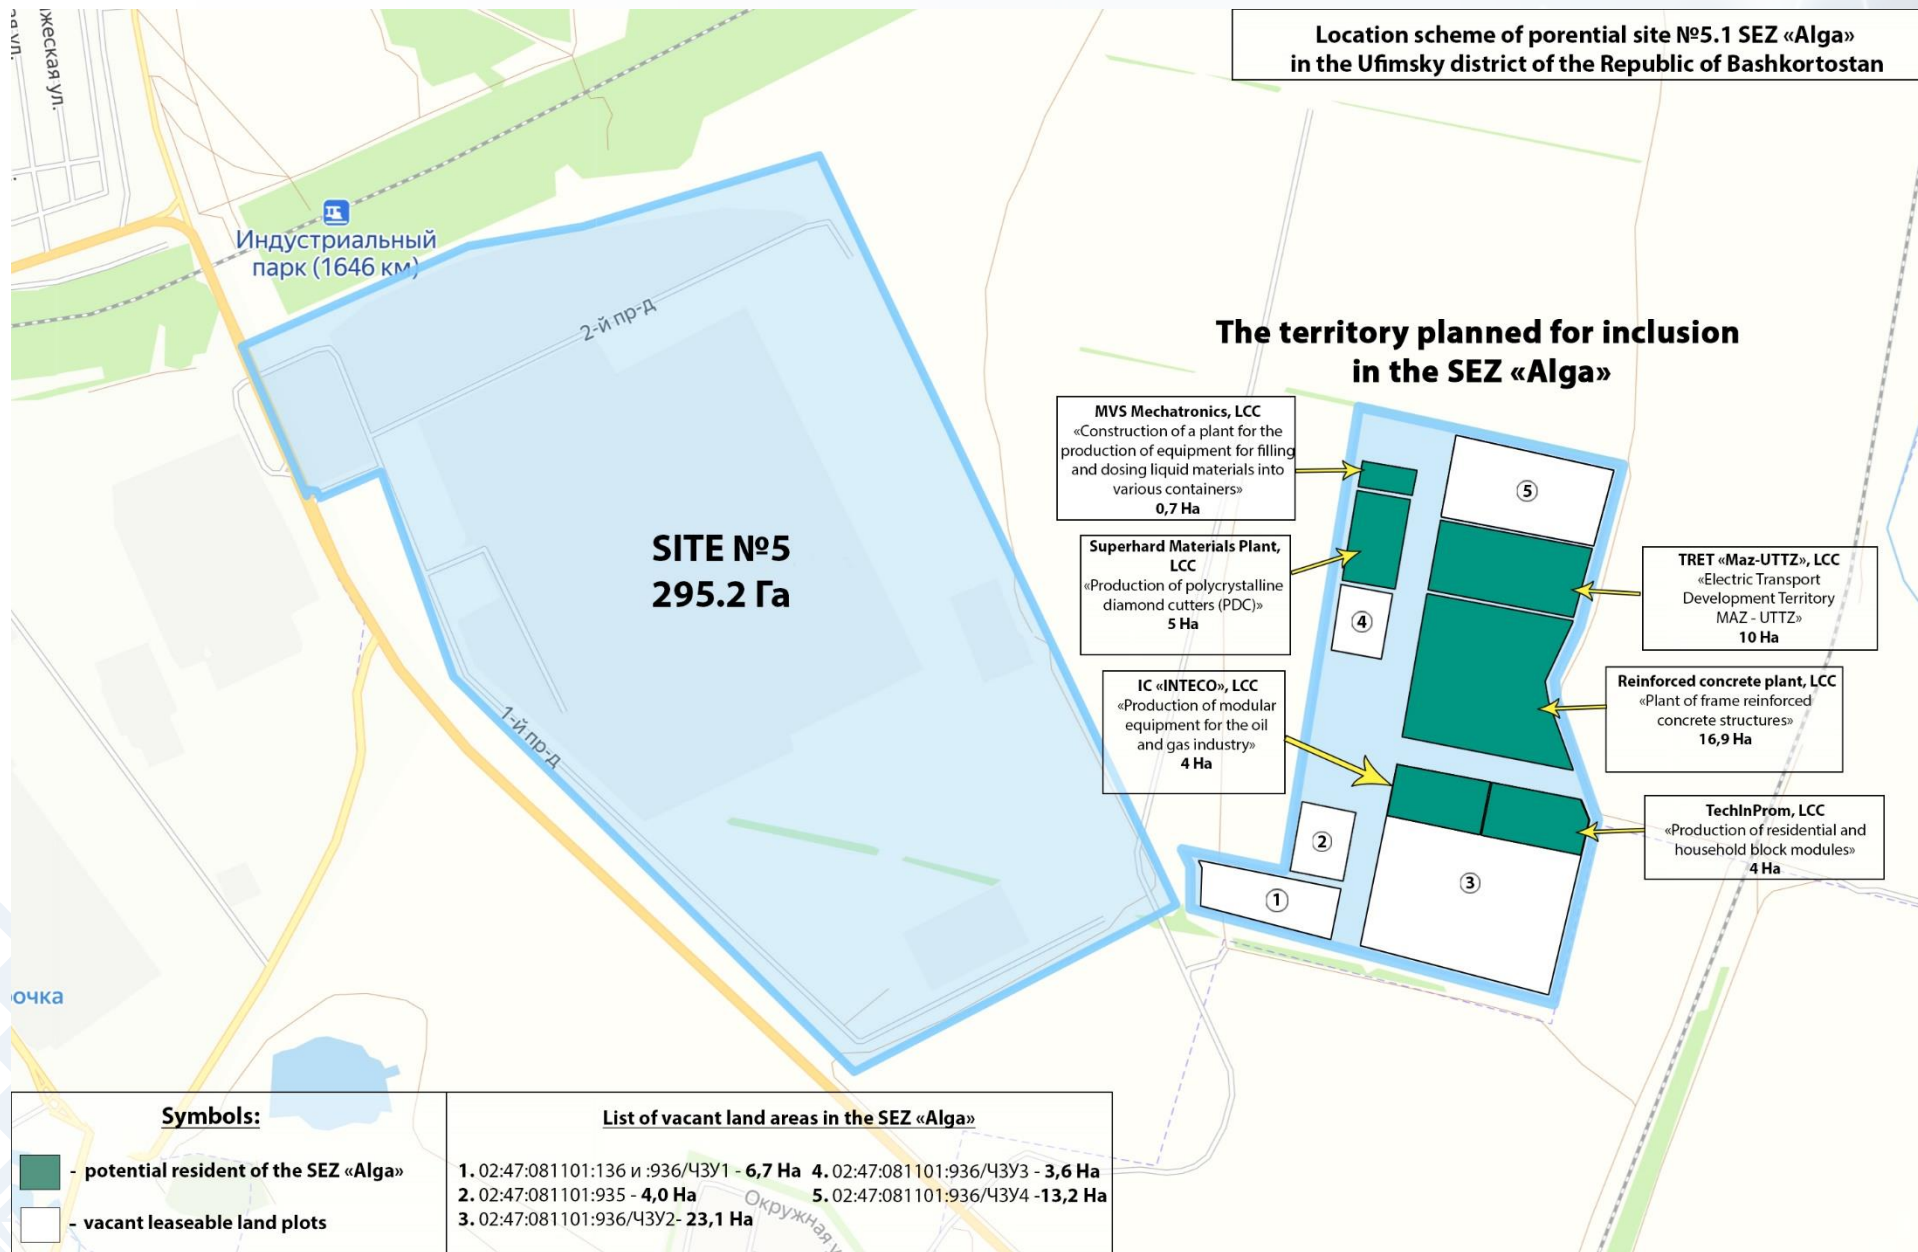 Location scheme of porential site №5.1 SEZ «Alga»
in the Ufimsky district of the Republic of Bashkortostan
Индустриальный
парк (1646 км)
2-й пр-д
The territory planned for inclusion
in the SEZ «Alga»
MVS Mechatronics, LCC
«Construction of a plant for the
production of equipment for filling
and dosing liquid materials into
various containers»
0,7 Ha
5
SITE №5
295.2 Га
Superhard Materials Plant,
LCC
«Production of polycrystalline
diamond cutters (PDC)»
5 Ha
TRET «Maz-UTTZ», LCC
«Electric Transport
Development Territory
MAZ - UTTZ»
10 Ha
4
IC «INTECO», LCC
«Production of modular
equipment for the oil
and gas industry»
4 Ha
Reinforced concrete plant, LCC
«Plant of frame reinforced
concrete structures»
16,9 Ha
1-й пр-д
TechInProm, LCC
«Production of residential and
household block modules»
4 Ha
2
3
1
очка
Symbols:
- potential resident of the SEZ «Alga»
- vacant leaseable land plots
List of vacant land areas in the SEZ «Alga»
1. 02:47:081101:136 и :936/ЧЗУ1 - 6,7 Ha
2. 02:47:081101:935 - 4,0 Ha
3. 02:47:081101:936/ЧЗУ2- 23,1 Ha
4. 02:47:081101:936/ЧЗУ3 - 3,6 Ha
5. 02:47:081101:936/ЧЗУ4 -13,2 Ha
Окружная